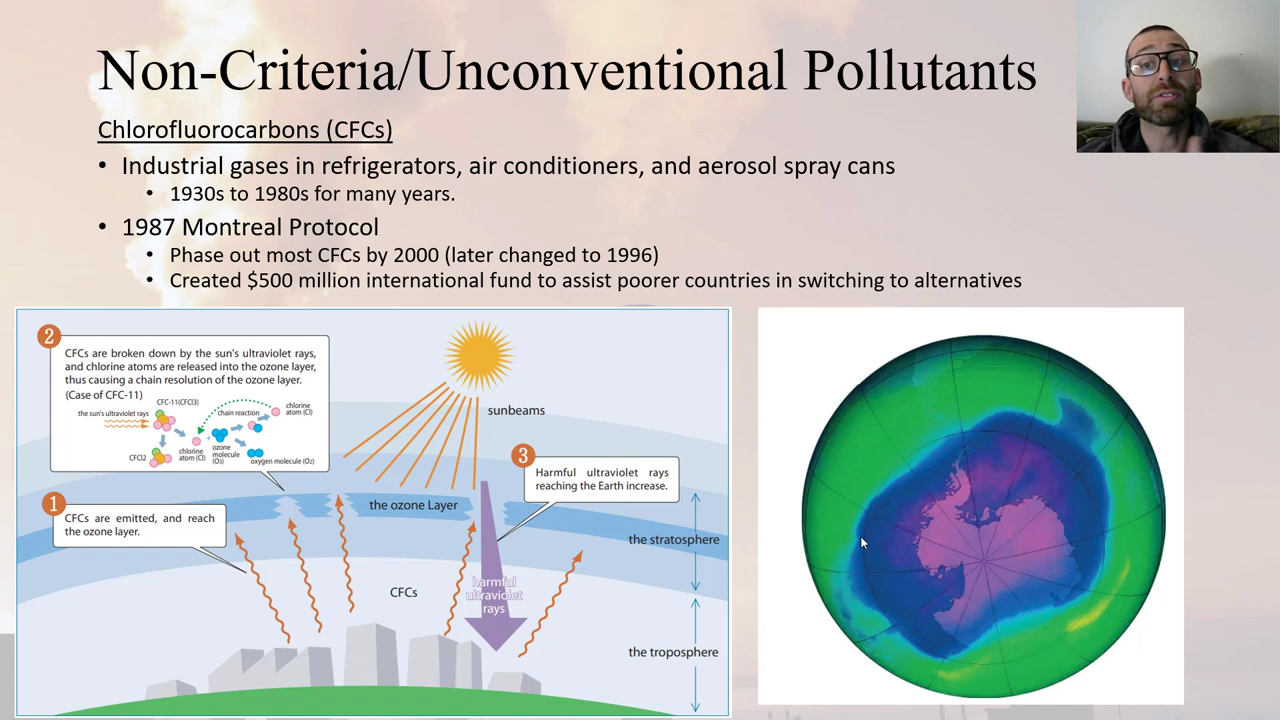 Non-Criteria/Unconventional Pollutants
Chlorofluorocarbons (CFCs)
• Industrial gases in refrigerators, air conditioners, and aerosol spray cans
• 1930s to 1980s for many years.
• 1987 Montreal Protocol
• Phase out most CFCs by 2000 (later changed to 1996)
• Created $500 million international fund to assist poorer countries in switching to alternatives
2
CFCs are broken down by the sun's ultraviolet rays,
and chlorine atoms are released into the ozone layer,
thus causing a chain resolution of the ozone layer.
(Case of CFC-11)
CFC-11(CFCl3)
the sun's ultraviolet rays
chain reaction
chlorine
atom (Cl)
CFCl2
chlorine
atom (Cl)
ozone
molecule
(O3)
oxygen molecule (O2)
sunbeams
3
Harmful ultraviolet rays
reaching the Earth increase.
1
CFCs are emitted, and reach
the ozone layer.
the ozone Layer
the stratosphere
CFCs
harmful
ultraviolet
rays
the troposphere